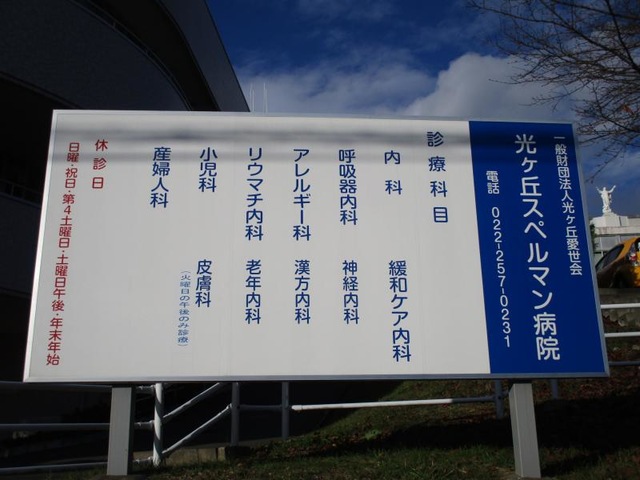 一般財団法人光ヶ丘愛世会
光ヶ丘スペルマン病院
電話 022-257-0231
診療科目
内科 緩和ケア内科
呼吸器内科 神経内科
アレルギー科 漢方内科
リウマチ内科 老年内科
小児科 皮膚科
(火曜日の午後のみ診療)
産婦人科
休診日
日曜・祝日・第4土曜日・土曜日午後・年末年始